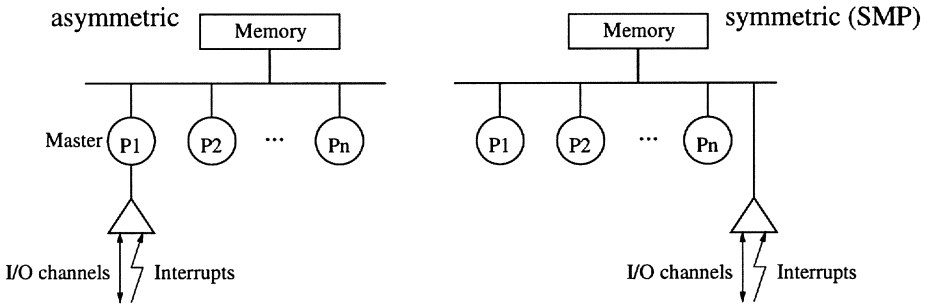 asymmetric
Memory
Master P1 P2 ... Pn
I/O channels Interrupts
symmetric (SMP)
Memory
P1 P2 ... Pn
I/O channels Interrupts